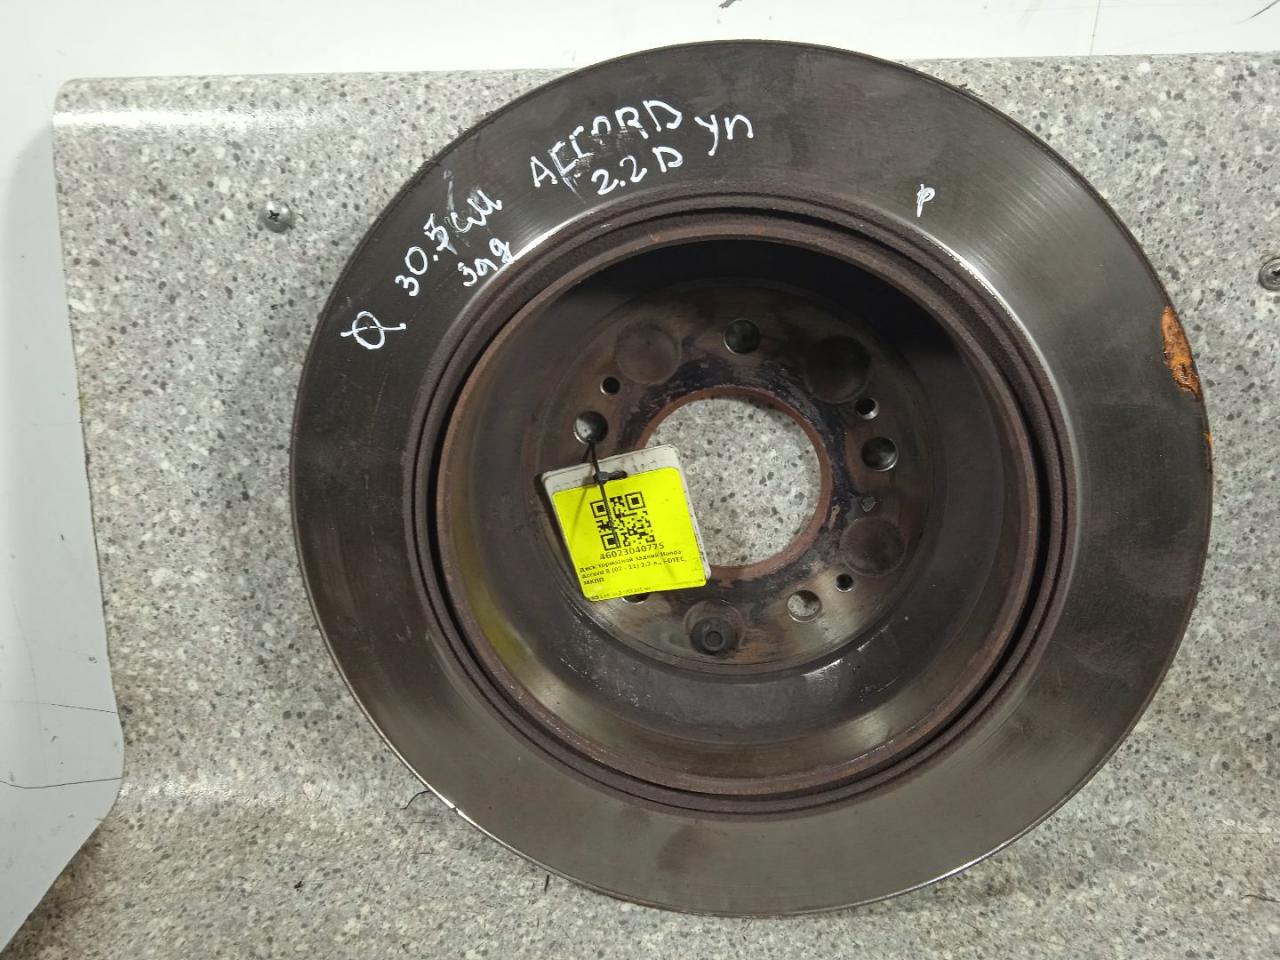 ACCORD уп
2.2 D
Ø 30.5 см
зад
р
46023040775
Диск тормозной задний Honda
Accord 8 (07 - 11) 2,2 л., i-DTEC,
МКПП